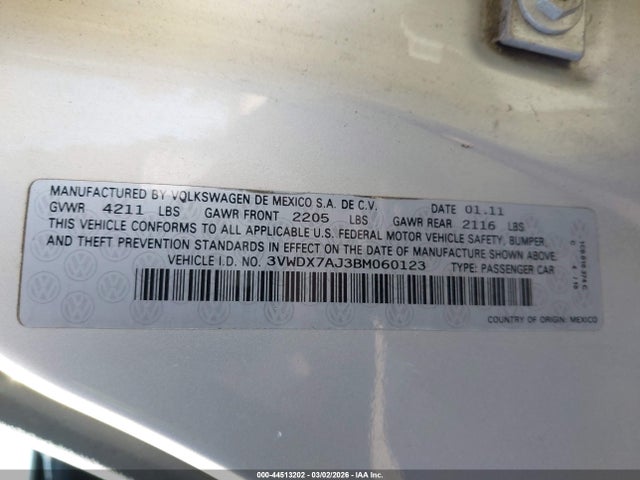 MANUFACTURED BY VOLKSWAGEN DE MEXICO S.A. DE C.V. DATE 01.11
GVWR 4211 LBS GAWR FRONT 2205 LBS GAWR REAR 2116 LBS
THIS VEHICLE CONFORMS TO ALL APPLICABLE U.S. FEDERAL MOTOR VEHICLE SAFETY, BUMPER,
AND THEFT PREVENTION STANDARDS IN EFFECT ON THE DATE OF MANUFACTURE SHOWN ABOVE.
VEHICLE I.D. NO. 3VWDX7AJ3BM060123 TYPE: PASSENGER CAR
COUNTRY OF ORIGIN: MEXICO
000-44513202 - 03/02/2026 - COPYRIGHT IAA, LLC.